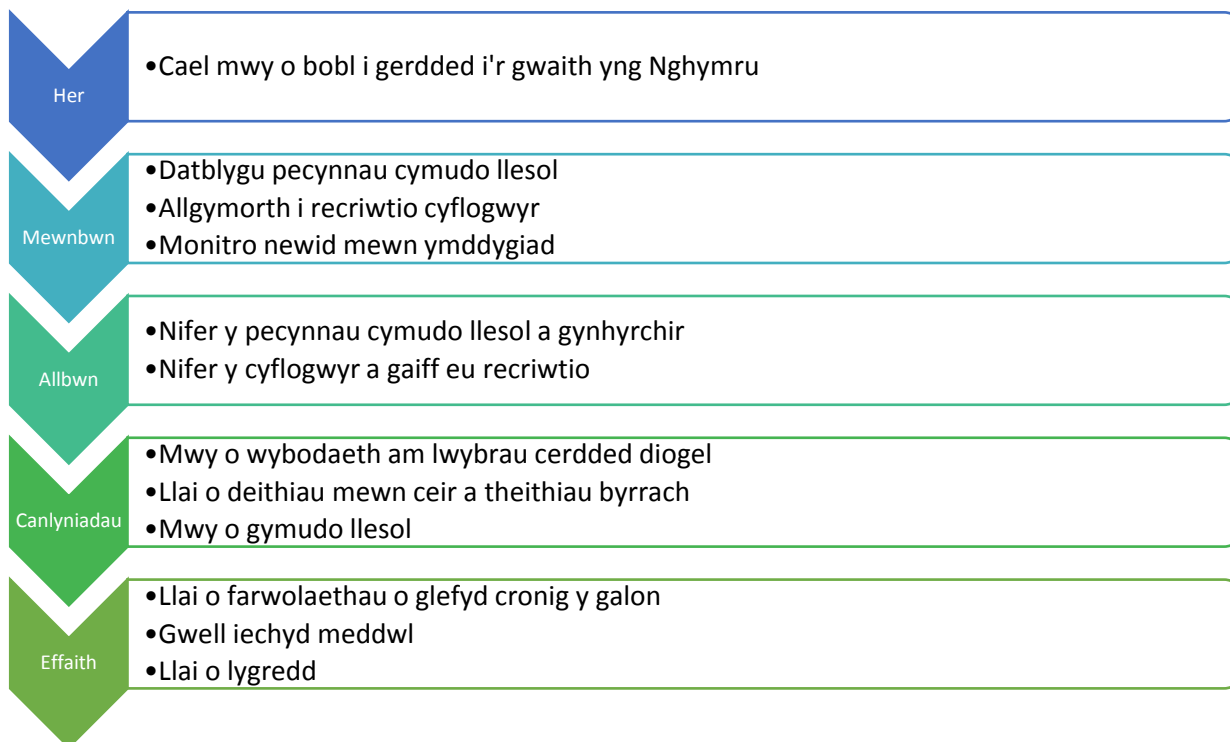 Her
•Cael mwy o bobl i gerdded i'r gwaith yng Nghymru
Mewnbwn
•Datblygu pecynnau cymudo llesol
•Allgymorth i recriwtio cyflogwyr
•Monitro newid mewn ymddygiad
Allbwn
•Nifer y pecynnau cymudo llesol a gynhyrchir
•Nifer y cyflogwyr a gaiff eu recriwtio
Canlyniadau
•Mwy o wybodaeth am lwybrau cerdded diogel
•Llai o deithiau mewn ceir a theithiau byrrach
•Mwy o gymudo llesol
Effaith
•Llai o farwolaethau o glefyd cronig y galon
•Gwell iechyd meddwl
•Llai o lygredd